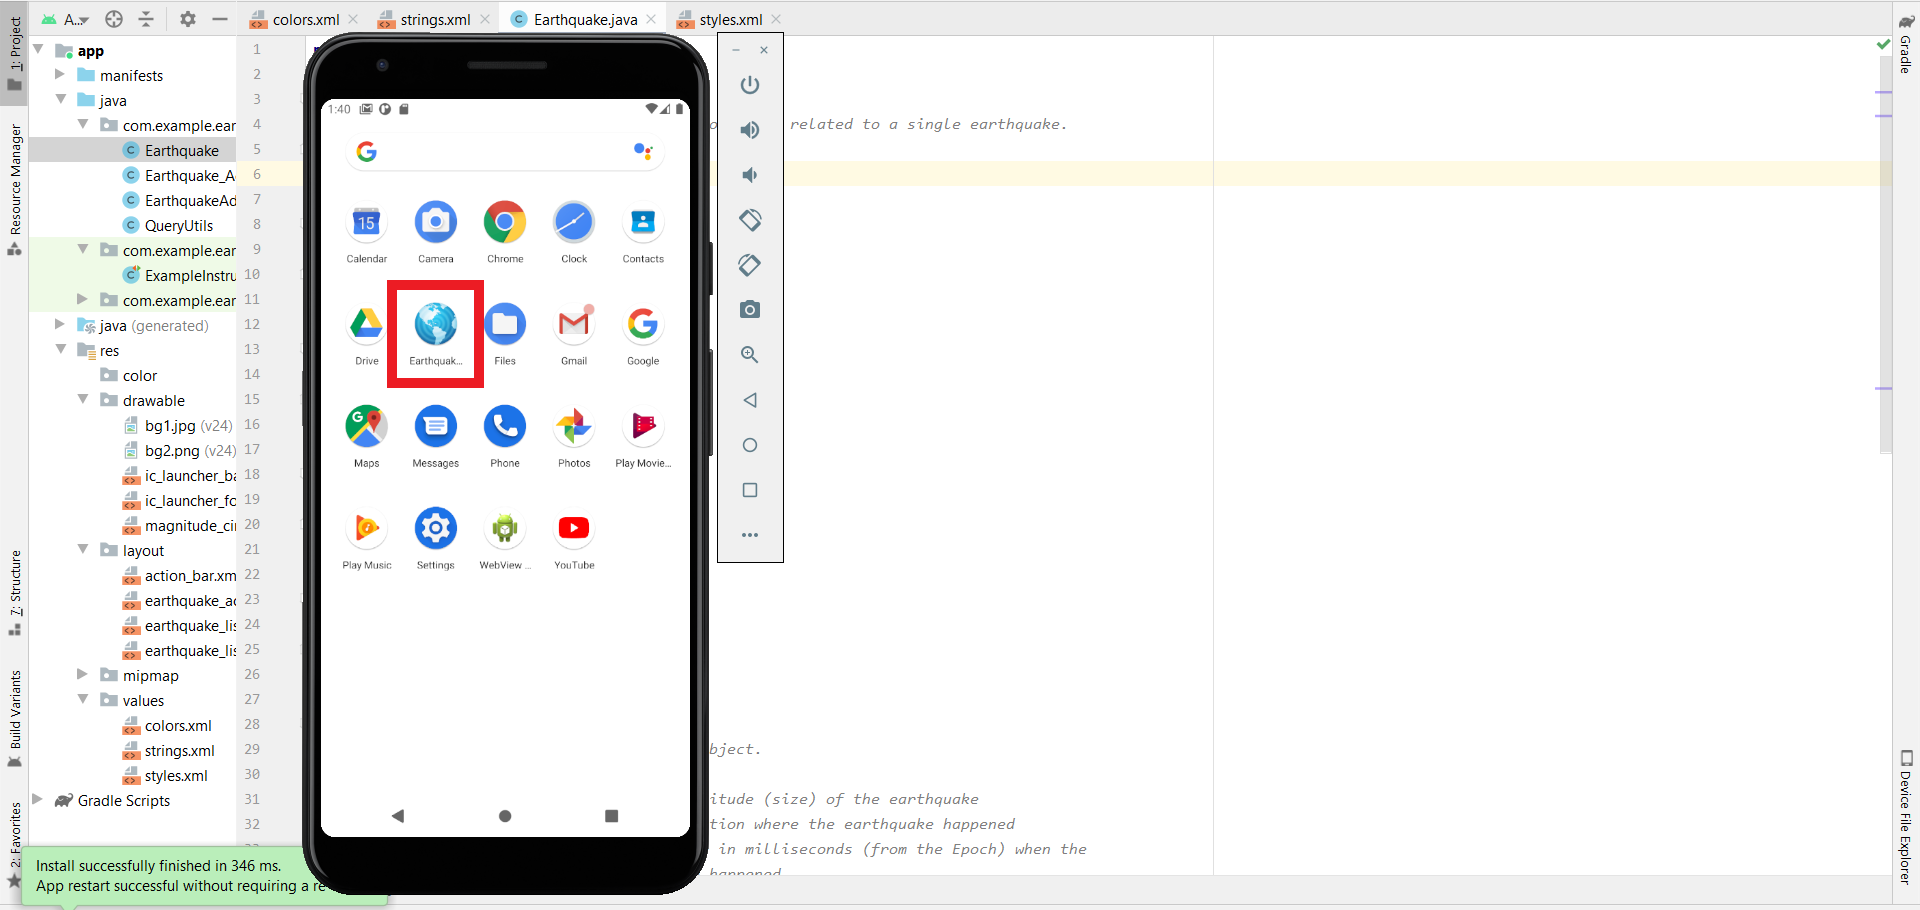 A..
colors.xml
strings.xml
Earthquake.java
styles.xml
1: Project
Resource Manager
7: Structure
Build Variants
2: Favorites
app
manifests
java
com.example.ear
Earthquake
Earthquake_A
EarthquakeAd
QueryUtils
com.example.ear
ExampleInstru
com.example.ear
java (generated)
res
color
drawable
bg1.jpg (v24)
bg2.png (v24)
ic_launcher_ba
ic_launcher_fo
magnitude_cir
layout
action_bar.xm
earthquake_ac
earthquake_lis
earthquake_lis
mipmap
values
colors.xml
strings.xml
styles.xml
Gradle Scripts
1
2
3
4
5
6
7
8
9
10
11
12
13
14
15
16
17
18
19
20
21
22
23
24
25
26
27
28
29
30
31
32
related to a single earthquake.
bject.
itude (size) of the earthquake
tion where the earthquake happened
in milliseconds (from the Epoch) when the
happened
1:40
15
Calendar
Camera
Chrome
Clock
Contacts
Drive
Earthquak...
Files
Gmail
Google
Maps
Messages
Phone
Photos
Play Movie...
Play Music
Settings
WebView ...
YouTube
Install successfully finished in 346 ms.
App restart successful without requiring a re
Gradle
Device File Explorer